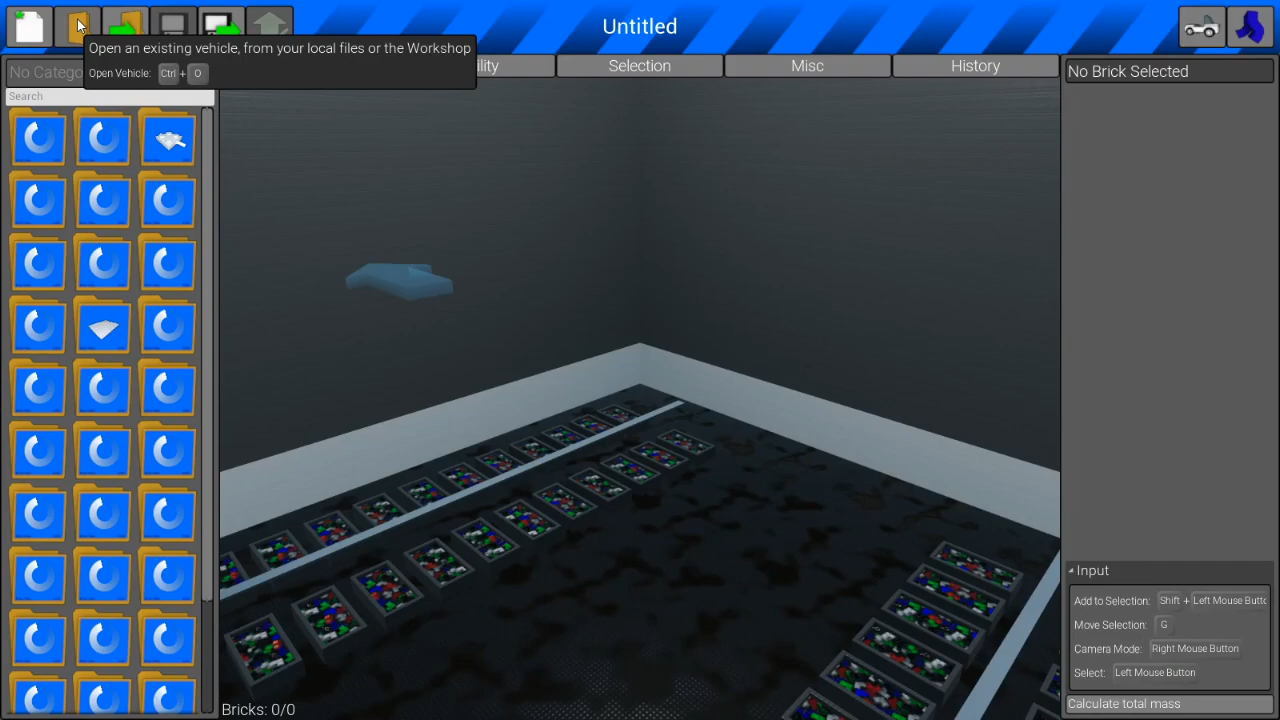 Untitled
Open an existing vehicle, from your local files or the Workshop
Open Vehicle: Ctrl + O
No Catego
ility
Selection
Misc
History
No Brick Selected
Search
Input
Add to Selection: Shift + Left Mouse Butto
Move Selection: G
Camera Mode: Right Mouse Button
Select: Left Mouse Button
Calculate total mass
Bricks: 0/0